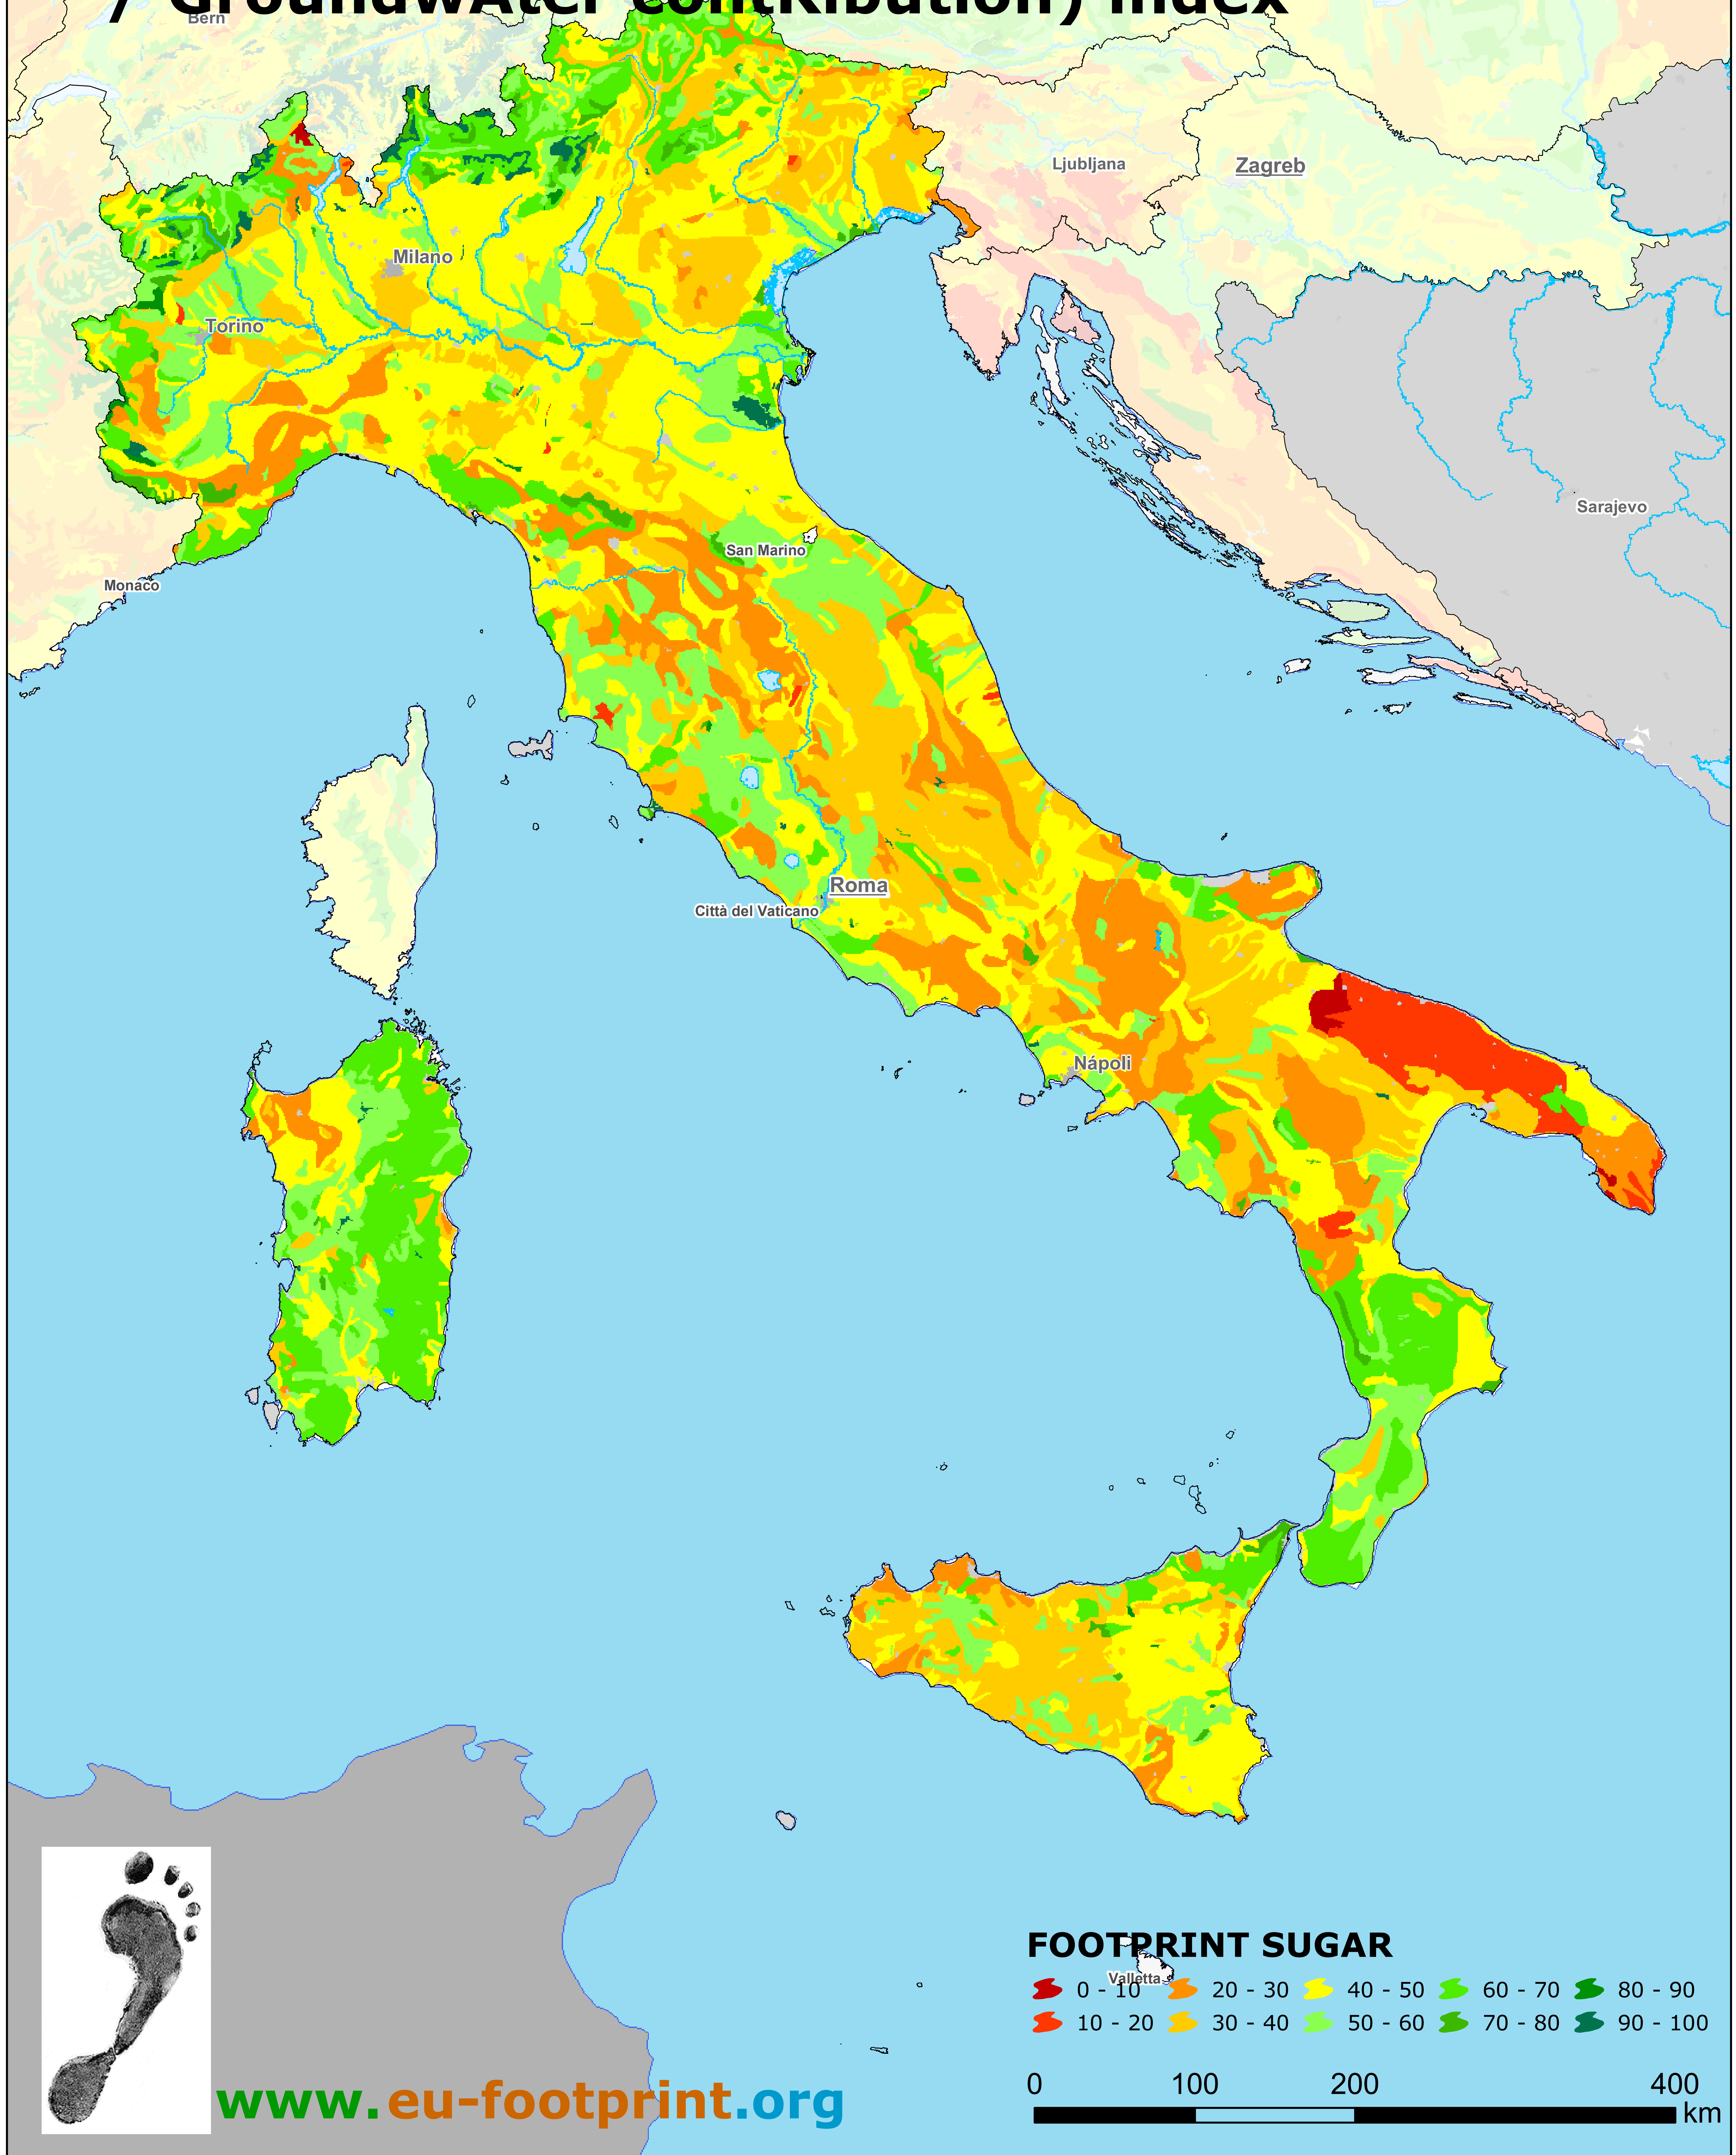 / GroundwAter contRibution) index
Bern
Ljubljana
Zagreb
Milano
Torino
Sarajevo
San Marino
Monaco
Roma
Città del Vaticano
Nápoli
FOOTPRINT SUGAR
Valletta
0 - 10 20 - 30 40 - 50 60 - 70 80 - 90
10 - 20 30 - 40 50 - 60 70 - 80 90 - 100
0 100 200 400
km
www.eu-footprint.org